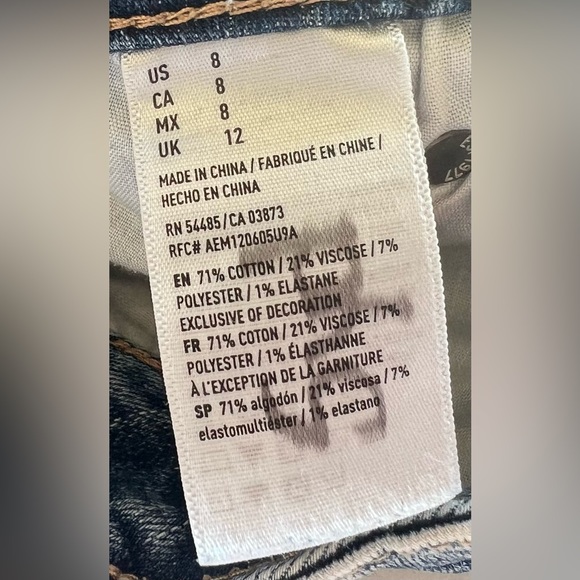 US 8
CA 8
MX 8
UK 12
MADE IN CHINA / FABRIQUÉ EN CHINE /
HECHO EN CHINA
RN 54485/CA 03873
RFC# AEM120605U9A
EN 71% COTTON / 21% VISCOSE / 7%
POLYESTER / 1% ELASTANE
EXCLUSIVE OF DECORATION
FR 71% COTON / 21% VISCOSE / 7%
POLYESTER / 1% ÉLASTHANNE
À L'EXCEPTION DE LA GARNITURE
SP 71% algodón / 21% viscosa / 7%
elastomultiéster / 1% elastano